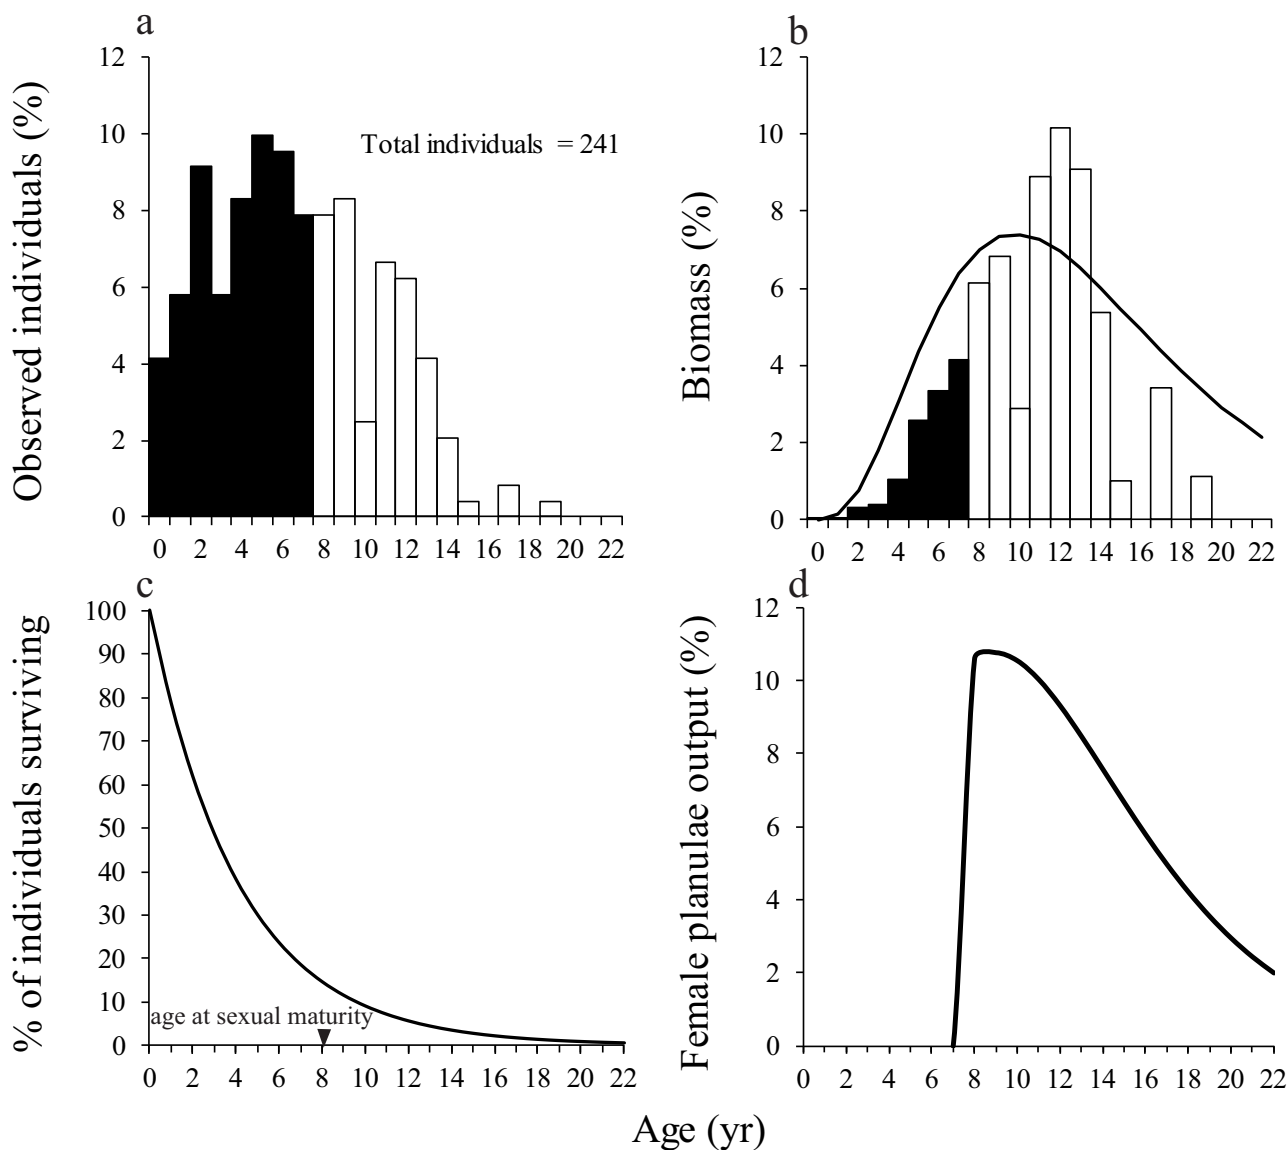 a
Observed individuals (%)
12
10
8
6
4
2
0
Total individuals = 241
0 2 4 6 8 10 12 14 16 18 20 22
b
Biomass (%)
12
10
8
6
4
2
0
0 2 4 6 8 10 12 14 16 18 20 22
c
% of individuals surviving
100
90
80
70
60
50
40
30
20
10
0
age at sexual maturity
0 2 4 6 8 10 12 14 16 18 20 22
d
Female planulae output (%)
12
10
8
6
4
2
0
0 2 4 6 8 10 12 14 16 18 20 22
Age (yr)